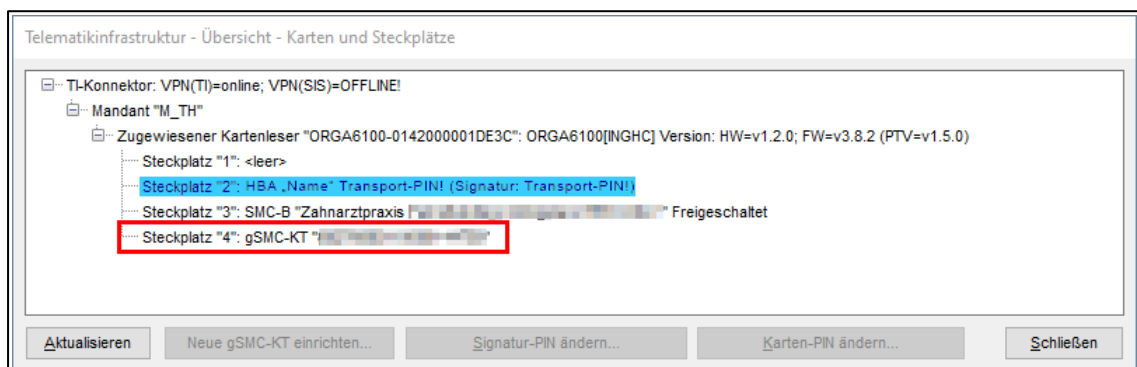 Telematikinfrastruktur - Übersicht - Karten und Steckplätze
TI-Konnektor: VPN(TI)=online; VPN(SIS)=OFFLINE!
Mandant "M_TH"
Zugewiesener Kartenleser "ORGA6100-0142000001DE3C": ORGA6100[INGHC] Version: HW=v1.2.0; FW=v3.8.2 (PTV=v1.5.0)
Steckplatz "1": <leer>
Steckplatz "2": HBA „Name" Transport-PIN! (Signatur: Transport-PIN!)
Steckplatz "3": SMC-B "Zahnarztpraxis " Freigeschaltet
Steckplatz "4": gSMC-KT " "
Aktualisieren Neue gSMC-KT einrichten... Signatur-PIN ändern... Karten-PIN ändern... Schließen